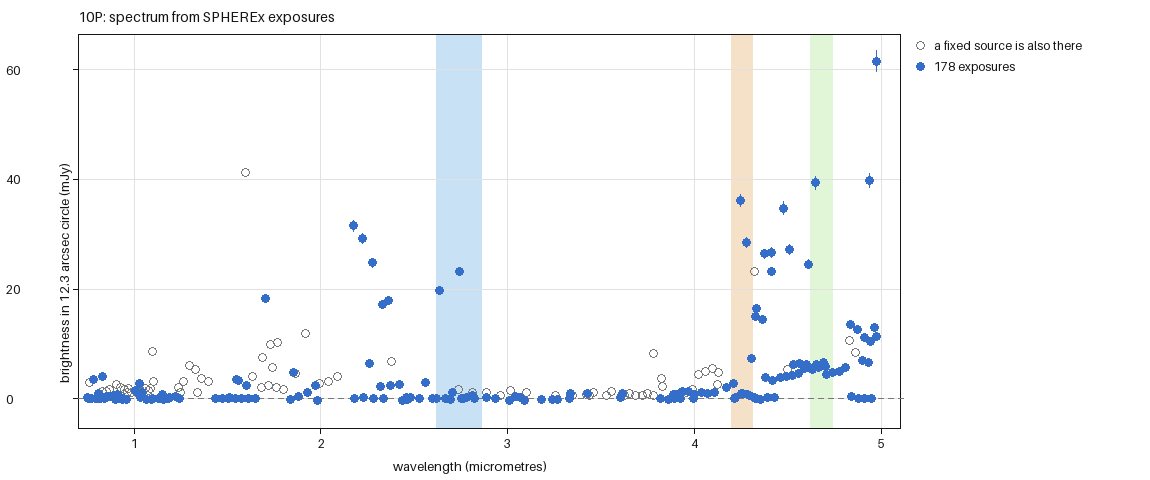 10P: spectrum from SPHEREx exposures
a fixed source is also there
178 exposures
brightness in 12.3 arcsec circle (mJy)
60
40
20
0
1 2 3 4 5
wavelength (micrometres)